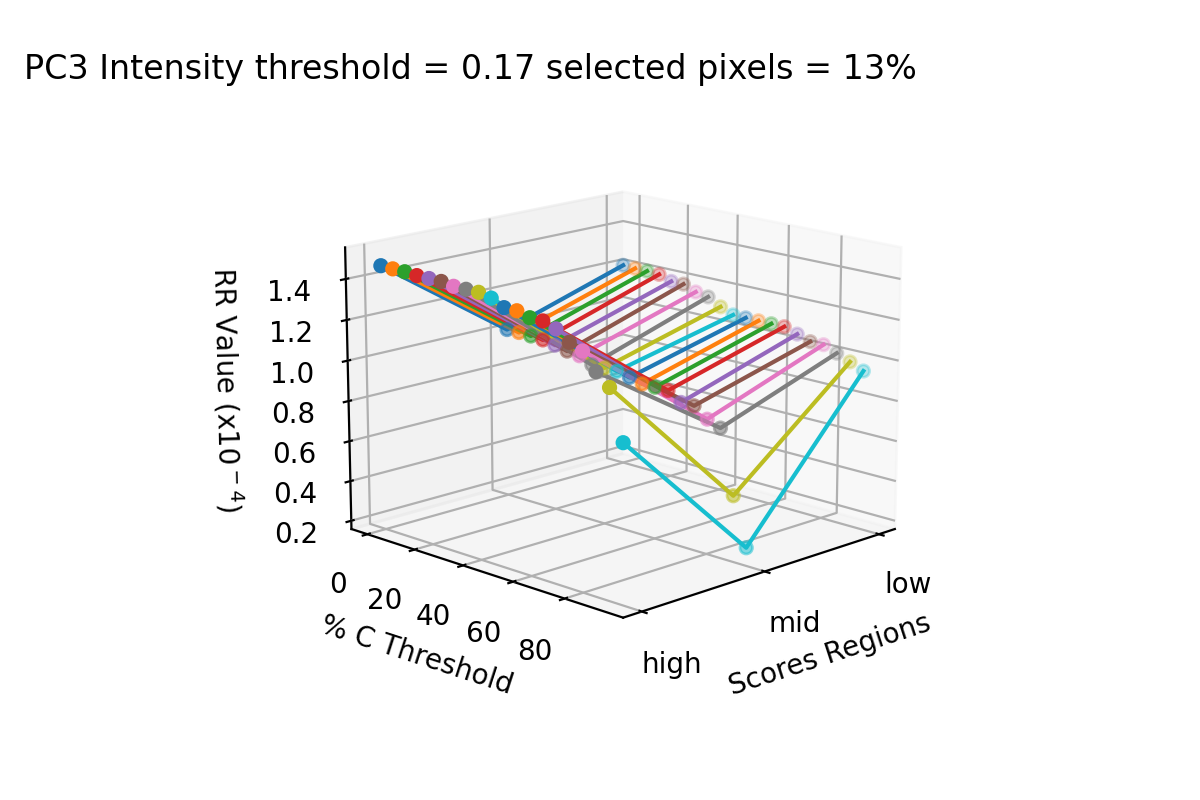 PC3 Intensity threshold = 0.17 selected pixels = 13%
RR Value (x10⁻⁴)
1.4
1.2
1.0
0.8
0.6
0.4
0.2
0
20
40
60
80
% C Threshold
high
mid
low
Scores Regions